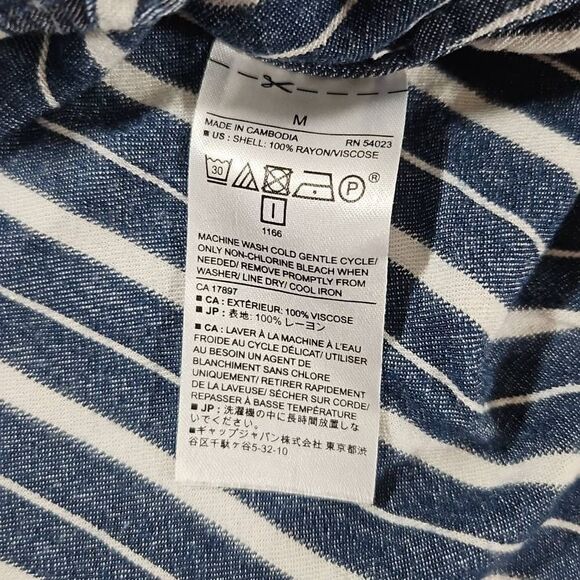 M
MADE IN CAMBODIA RN 54023
■ US : SHELL: 100% RAYON/VISCOSE
30 P ®
I
1166
MACHINE WASH COLD GENTLE CYCLE/
ONLY NON-CHLORINE BLEACH WHEN
NEEDED/ REMOVE PROMPTLY FROM
WASHER/ LINE DRY/ COOL IRON
CA 17897
■ CA : EXTÉRIEUR: 100% VISCOSE
■ JP : 表地: 100% レーヨン
■ CA : LAVER À LA MACHINE À L'EAU
FROIDE AU CYCLE DÉLICAT/ UTILISER
AU BESOIN UN AGENT DE
BLANCHIMENT SANS CHLORE
UNIQUEMENT/ RETIRER RAPIDEMENT
DE LA LAVEUSE/ SÉCHER SUR CORDE/
REPASSER À BASSE TEMPÉRATURE
■ JP : 洗濯機の中に長時間放置しな
いでください。
■ ギャップジャパン株式会社 東京都渋
谷区千駄ヶ谷5-32-10